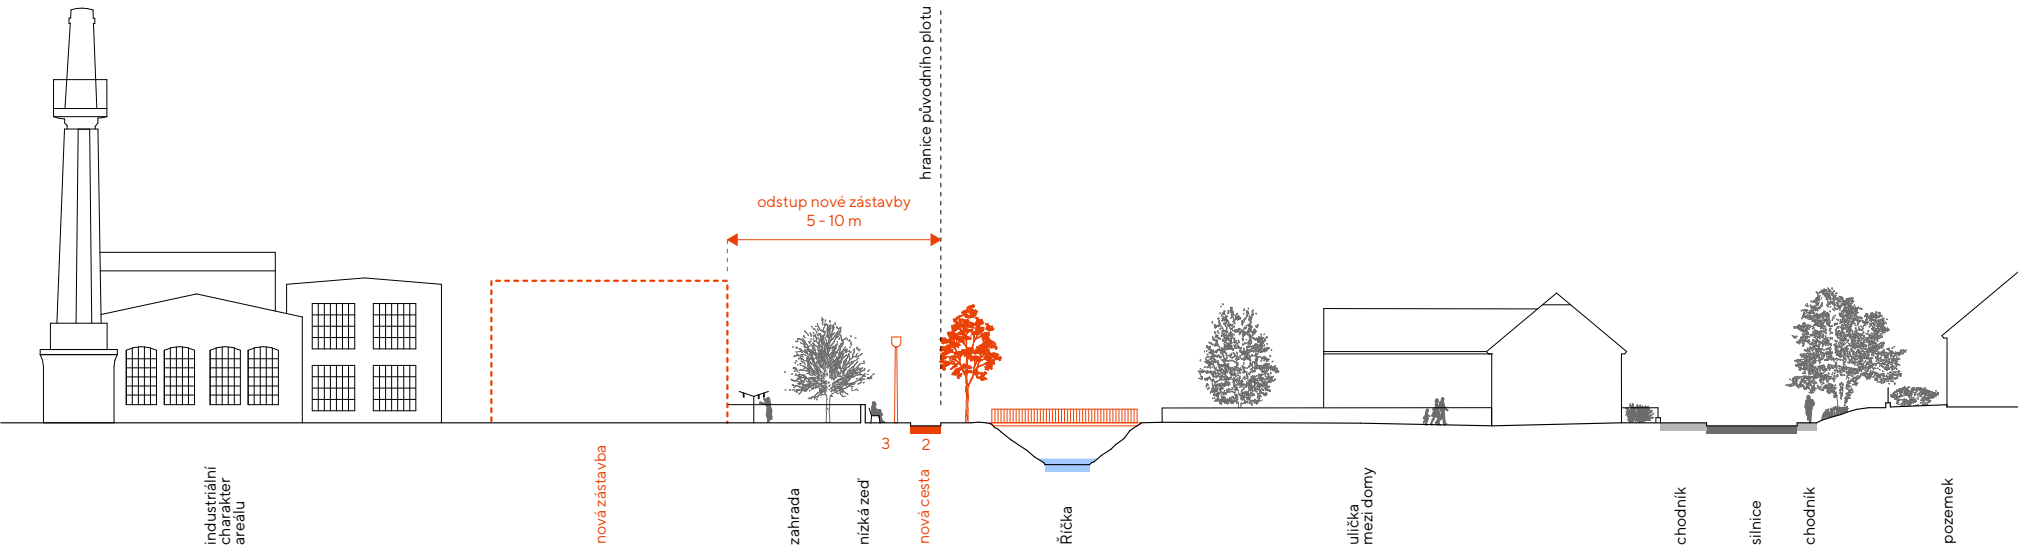 hranice původního plotu
odstup nové zástavby
5 - 10 m
3
2
industriální
charakter
areálu
nová zástavba
zahrada
nízká zeď
nová cesta
Říčka
ulička
mezi domy
chodník
silnice
chodník
pozemek